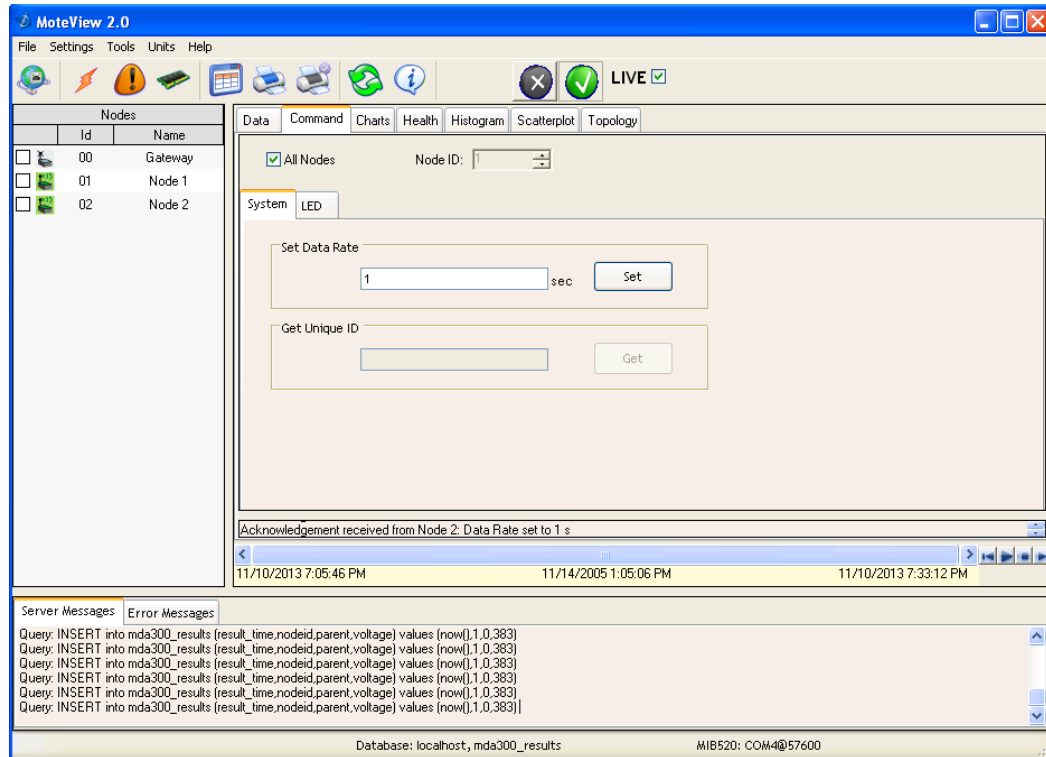 MoteView 2.0
File Settings Tools Units Help
LIVE
Nodes
Id Name
00 Gateway
01 Node 1
02 Node 2
Data Command Charts Health Histogram Scatterplot Topology
All Nodes Node ID: 1
System LED
Set Data Rate
1 sec Set
Get Unique ID
Get
Acknowledgement received from Node 2: Data Rate set to 1 s
11/10/2013 7:05:46 PM 11/14/2005 1:05:06 PM 11/10/2013 7:33:12 PM
Server Messages Error Messages
Query: INSERT into mda300_results (result_time,nodeid,parent,voltage) values (now(),1,0,383)
Query: INSERT into mda300_results (result_time,nodeid,parent,voltage) values (now(),1,0,383)
Query: INSERT into mda300_results (result_time,nodeid,parent,voltage) values (now(),1,0,383)
Query: INSERT into mda300_results (result_time,nodeid,parent,voltage) values (now(),1,0,383)
Query: INSERT into mda300_results (result_time,nodeid,parent,voltage) values (now(),1,0,383)
Query: INSERT into mda300_results (result_time,nodeid,parent,voltage) values (now(),1,0,383)
Database: localhost, mda300_results MIB520: COM4@57600